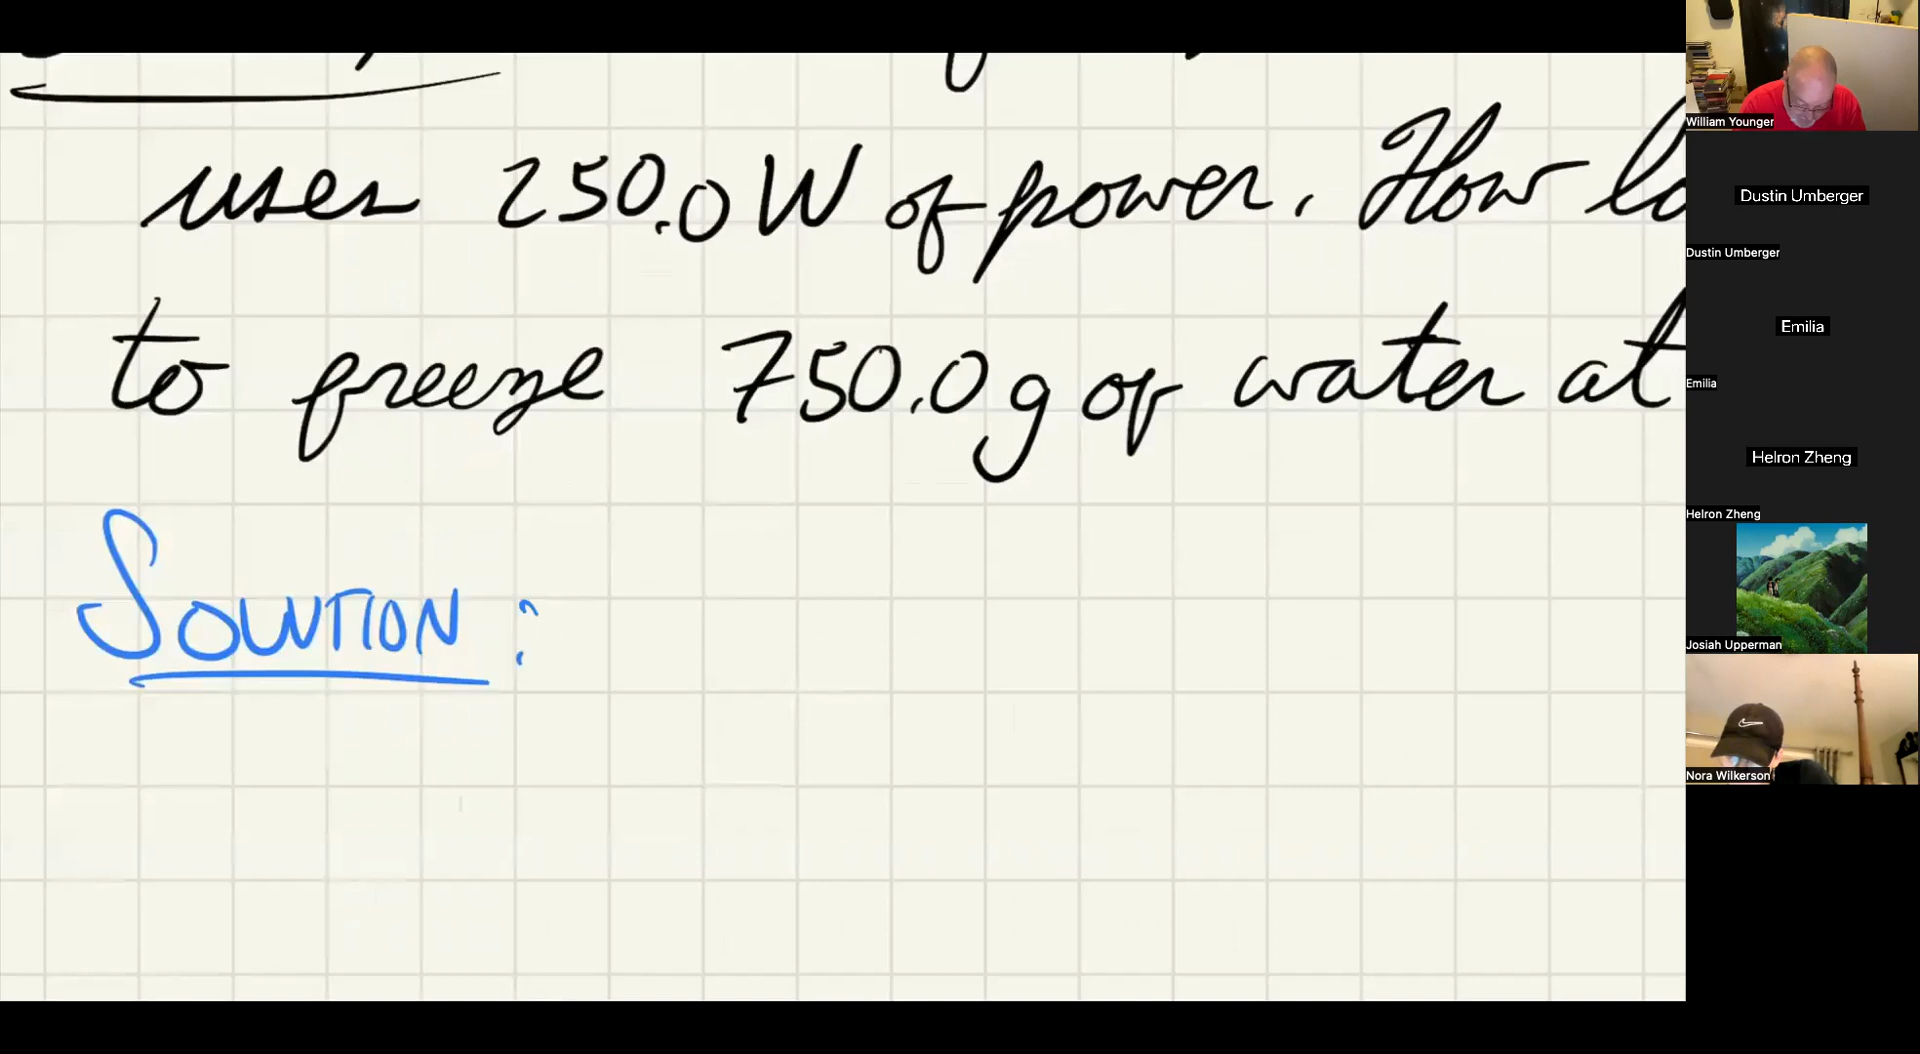 uses 250.0 W of power. How lo
to freeze 750.0g of water at
SOLUTION :
William Younger
Dustin Umberger
Dustin Umberger
Emilia
Emilia
Helron Zheng
Helron Zheng
Josiah Upperman
Nora Wilkerson